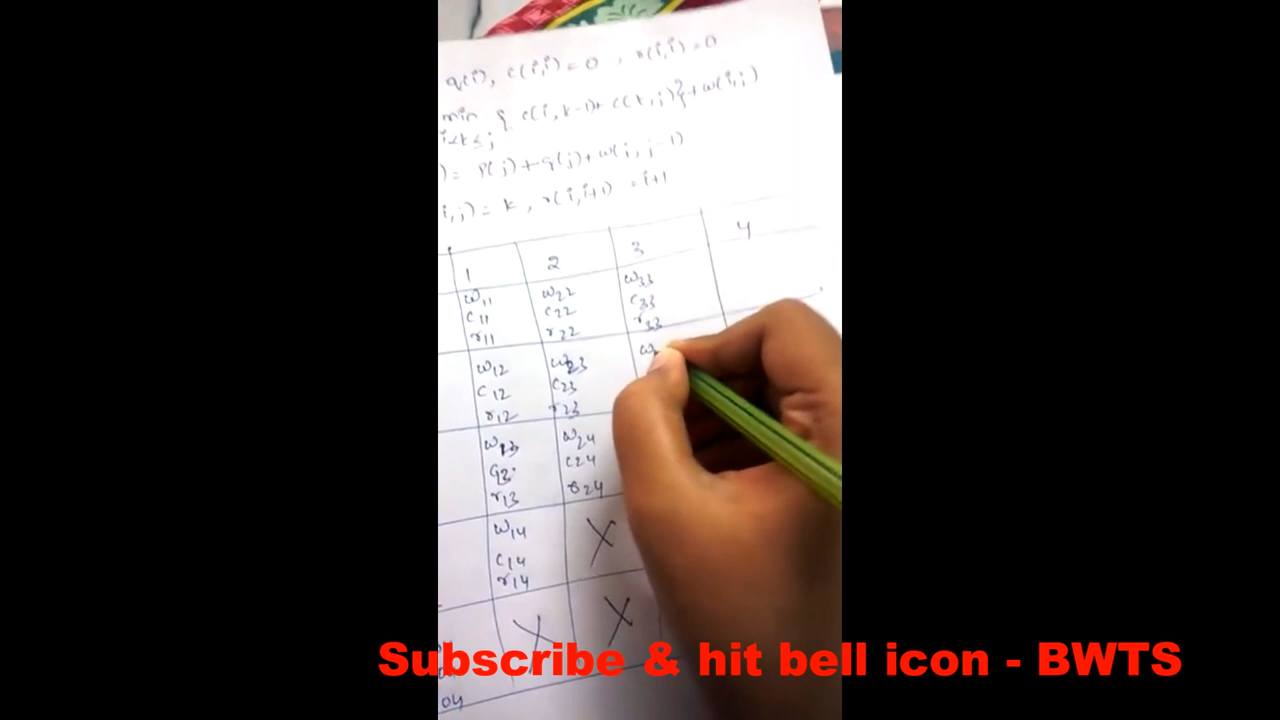 q(i), c(i,i) = 0 , r(i,i) = 0
min { c(i, k-1)+ c(k,j)} + w(i,j)
i<k≤j
) = p(j) + q(j) + w(i, j-1)
i,j) = k , r(i,i+1) = i+1
1 2 3 4
w11 w22 w33
c11 c22 c33
r11 r22 r33
w12 w23 w
c12 c23
r12 r23
w13 w24
c13 c24
r13 r24
w14 X
c14
r14
X X
04
Subscribe & hit bell icon - BWTS